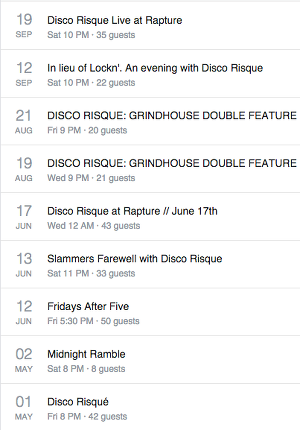 19
SEP
Disco Risque Live at Rapture
Sat 10 PM · 35 guests
12
SEP
In lieu of Lockn'. An evening with Disco Risque
Sat 10 PM · 22 guests
21
AUG
DISCO RISQUE: GRINDHOUSE DOUBLE FEATURE
Fri 9 PM · 20 guests
19
AUG
DISCO RISQUE: GRINDHOUSE DOUBLE FEATURE
Wed 9 PM · 21 guests
17
JUN
Disco Risque at Rapture // June 17th
Wed 12 AM · 43 guests
13
JUN
Slammers Farewell with Disco Risque
Sat 11 PM · 33 guests
12
JUN
Fridays After Five
Fri 5:30 PM · 50 guests
02
MAY
Midnight Ramble
Sat 8 PM · 8 guests
01
MAY
Disco Risqué
Fri 8 PM · 42 guests